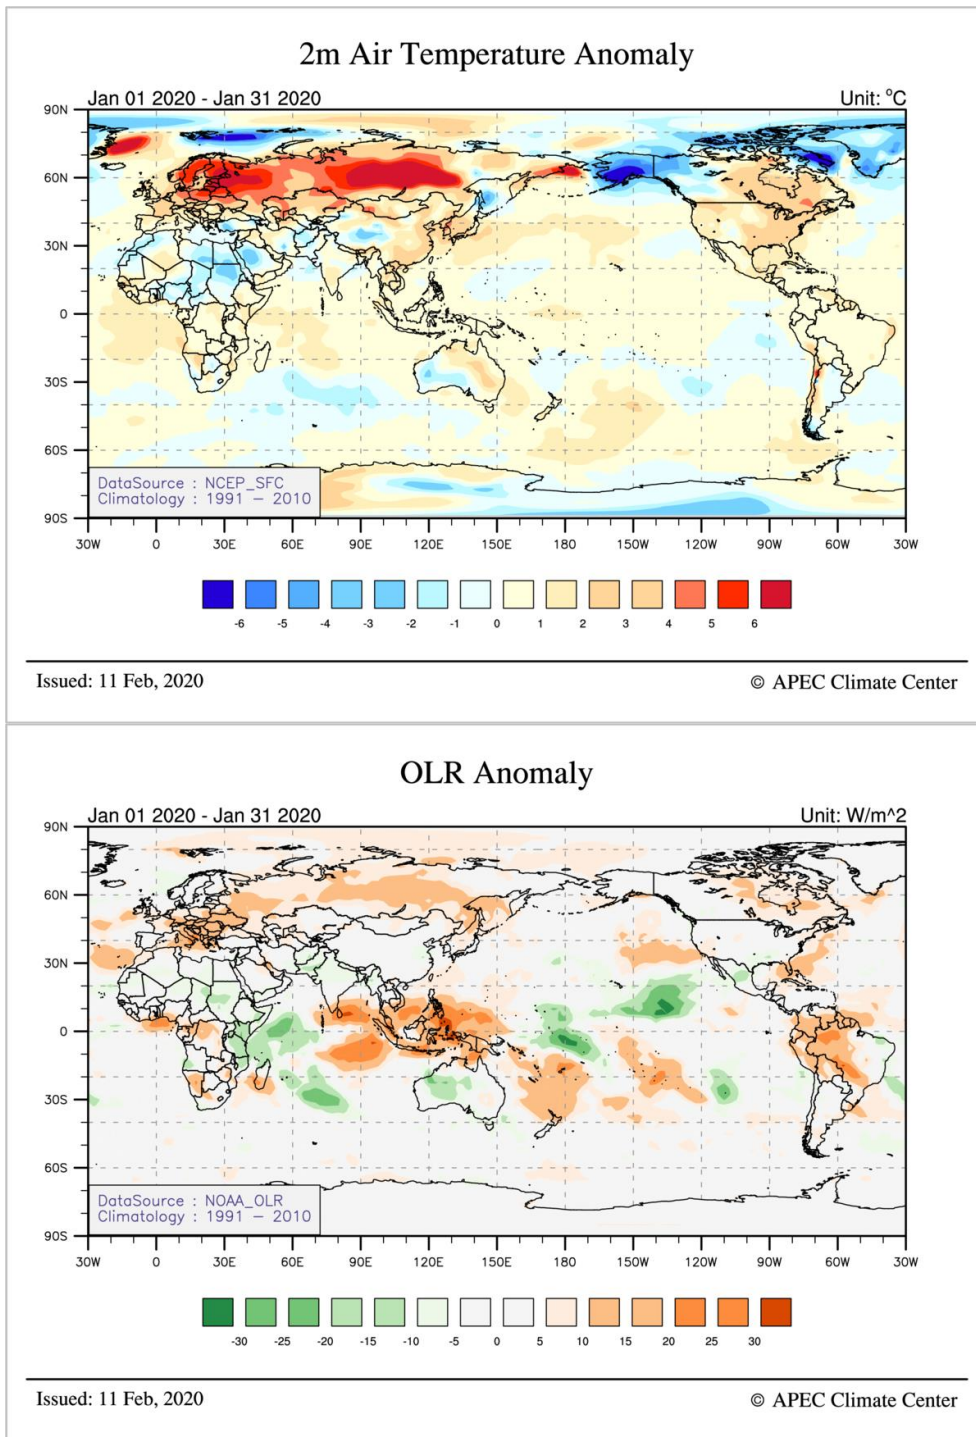 2m Air Temperature Anomaly
Jan 01 2020 - Jan 31 2020 Unit: °C
90N
60N
30N
0
30S
60S
90S
DataSource : NCEP_SFC
Climatology : 1991 – 2010
30W 0 30E 60E 90E 120E 150E 180 150W 120W 90W 60W 30W
-6 -5 -4 -3 -2 -1 0 1 2 3 4 5 6
Issued: 11 Feb, 2020 © APEC Climate Center
OLR Anomaly
Jan 01 2020 - Jan 31 2020 Unit: W/m^2
90N
60N
30N
0
30S
60S
90S
DataSource : NOAA_OLR
Climatology : 1991 – 2010
30W 0 30E 60E 90E 120E 150E 180 150W 120W 90W 60W 30W
-30 -25 -20 -15 -10 -5 0 5 10 15 20 25 30
Issued: 11 Feb, 2020 © APEC Climate Center